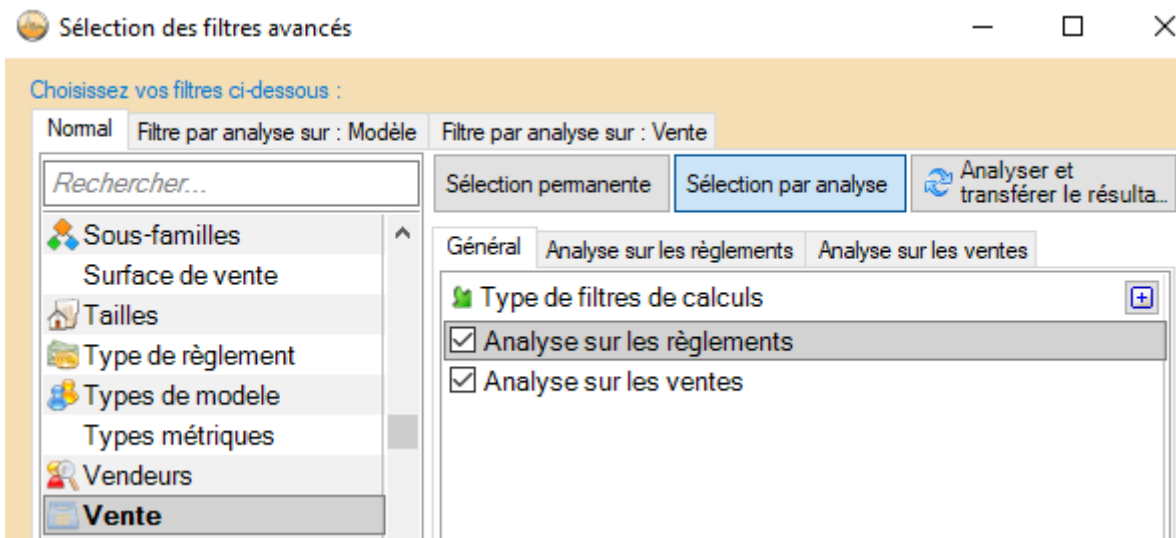 Sélection des filtres avancés
Choisissez vos filtres ci-dessous :
Normal Filtre par analyse sur : Modèle Filtre par analyse sur : Vente
Rechercher...
Sous-familles
Surface de vente
Tailles
Type de règlement
Types de modele
Types métriques
Vendeurs
Vente
Sélection permanente Sélection par analyse Analyser et
transférer le résulta...
Général Analyse sur les règlements Analyse sur les ventes
Type de filtres de calculs
Analyse sur les règlements
Analyse sur les ventes